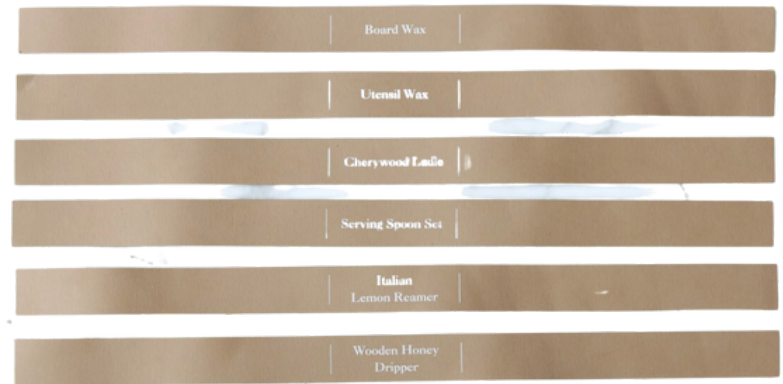 Board Wax
Utensil Wax
Cherywood Ladle
Serving Spoon Set
Italian
Lemon Reamer
Wooden Honey
Dripper